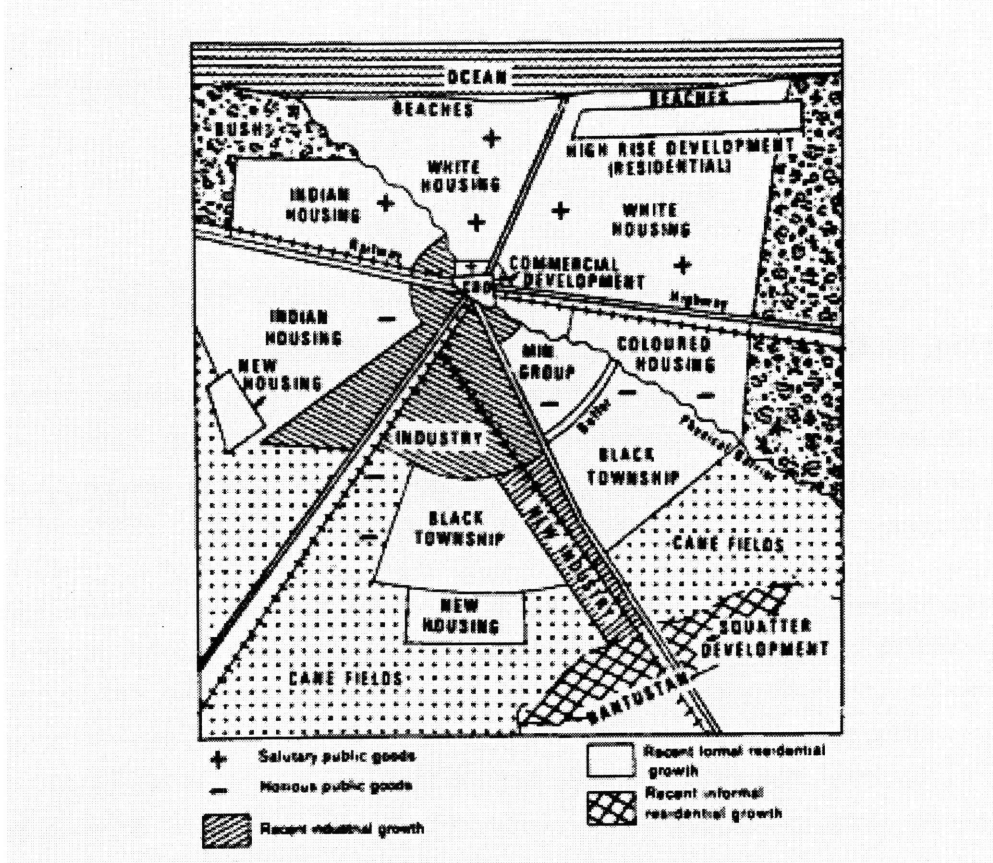 OCEAN
BEACHES
BEACHES
BUSH
HIGH RISE DEVELOPMENT
(RESIDENTIAL)
WHITE
HOUSING
INDIAN
HOUSING
WHITE
HOUSING
Railway
COMMERCIAL
DEVELOPMENT
CBD
Highway
INDIAN
HOUSING
COLOURED
HOUSING
MIN.
GROUP
NEW
HOUSING
Buffer
Physical Barrier
INDUSTRY
BLACK
TOWNSHIP
BLACK
TOWNSHIP
NEW INDUSTRY
CANE FIELDS
NEW
HOUSING
SQUATTER
DEVELOPMENT
CANE FIELDS
BANTUSTAN
+ Salutary public goods
– Noxious public goods
Recent industrial growth
Recent formal residential
growth
Recent informal
residential growth